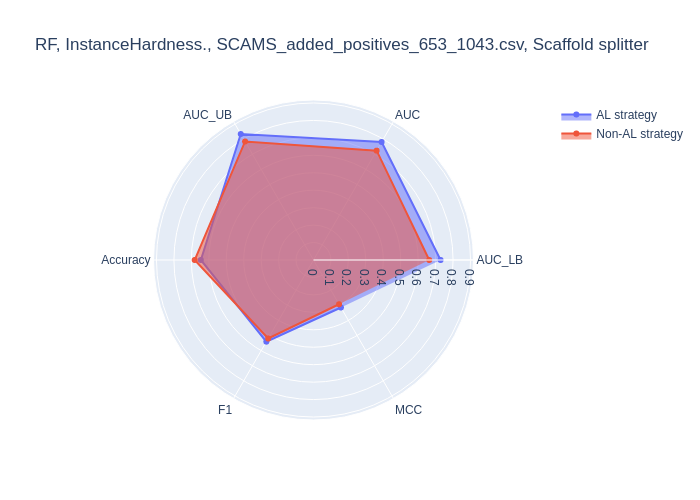 RF, InstanceHardness., SCAMS_added_positives_653_1043.csv, Scaffold splitter
AUC_UB
AUC
AL strategy
Non-AL strategy
Accuracy
AUC_LB
0
0.1
0.2
0.3
0.4
0.5
0.6
0.7
0.8
0.9
F1
MCC